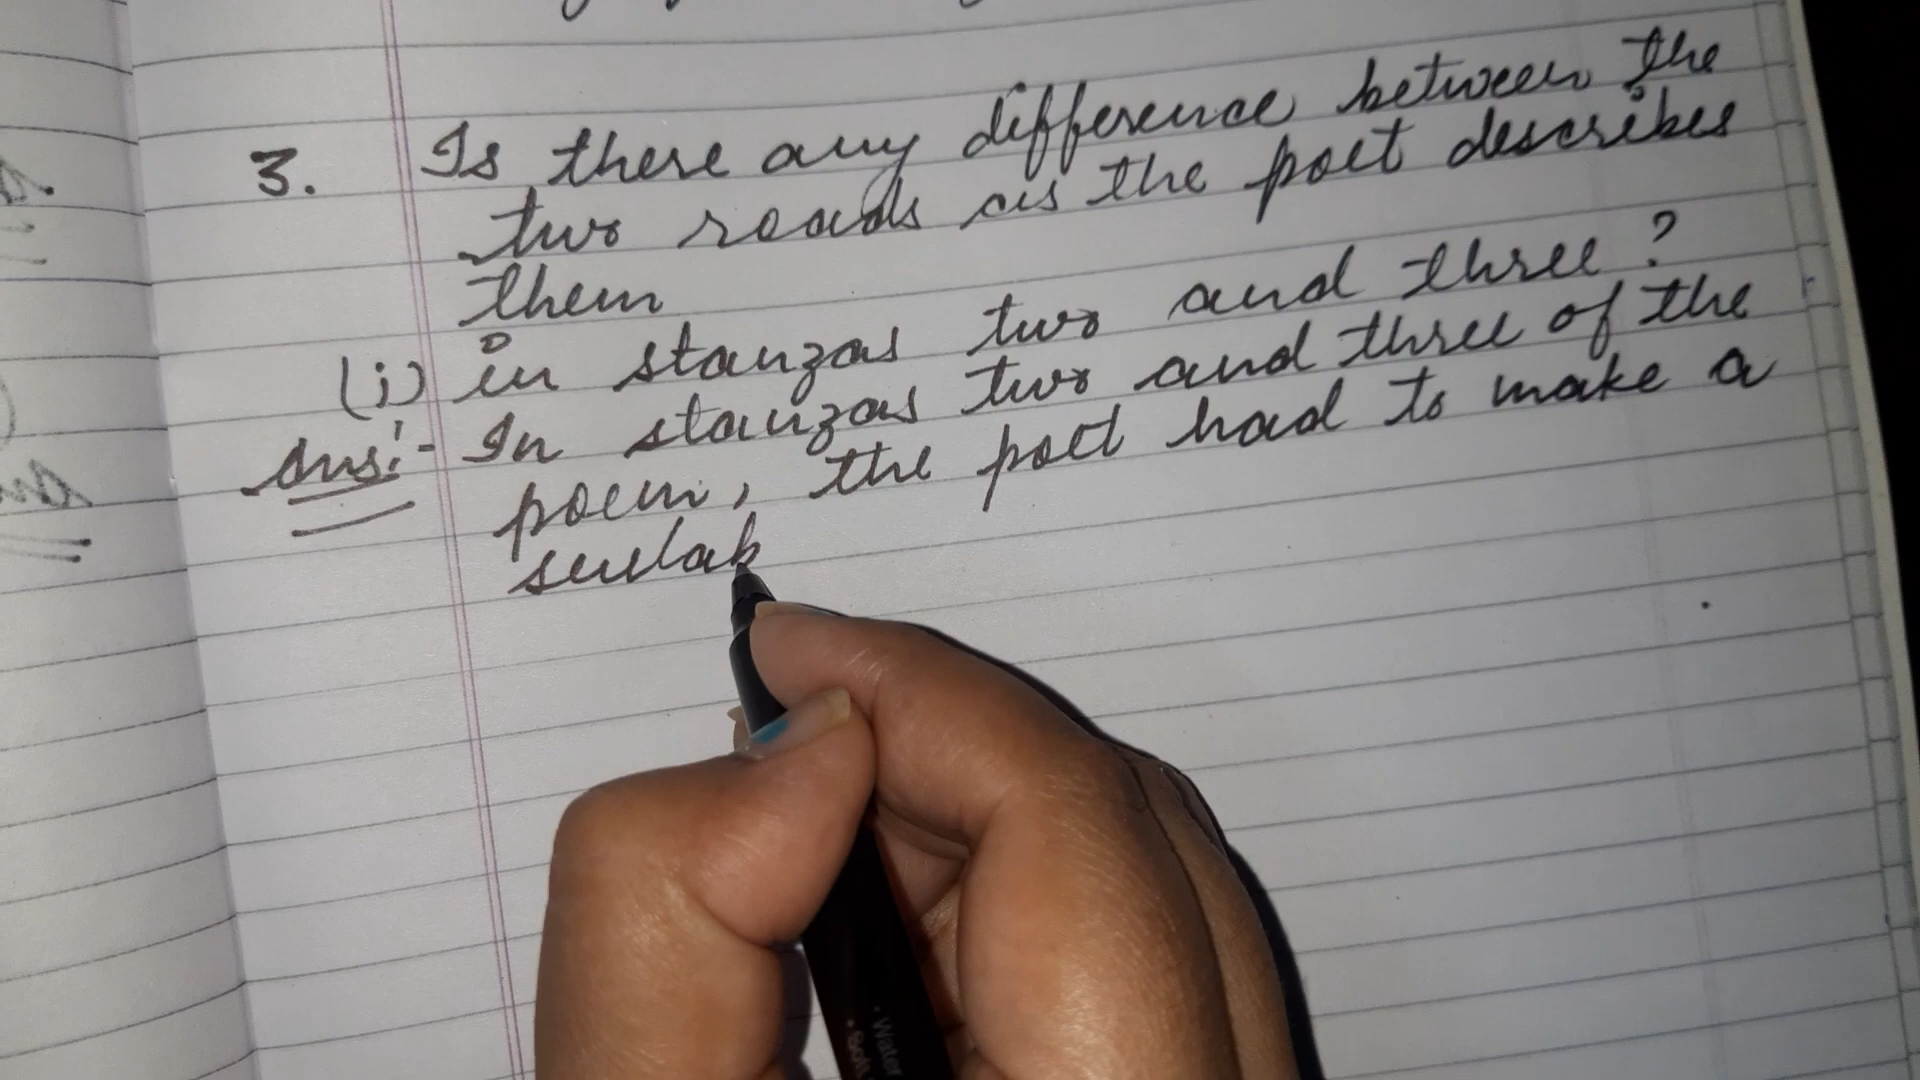 3. Is there any difference between the
two roads as the poet describes
them
(i) in stanzas two and three?
Ans:- In stanzas two and three of the
poem, the poet had to make a
Water